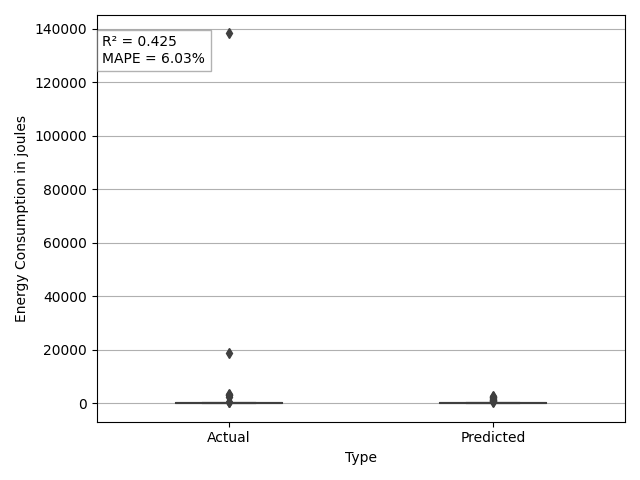 R² = 0.425
MAPE = 6.03%
140000
120000
100000
80000
60000
40000
20000
0
Energy Consumption in joules
Actual
Predicted
Type